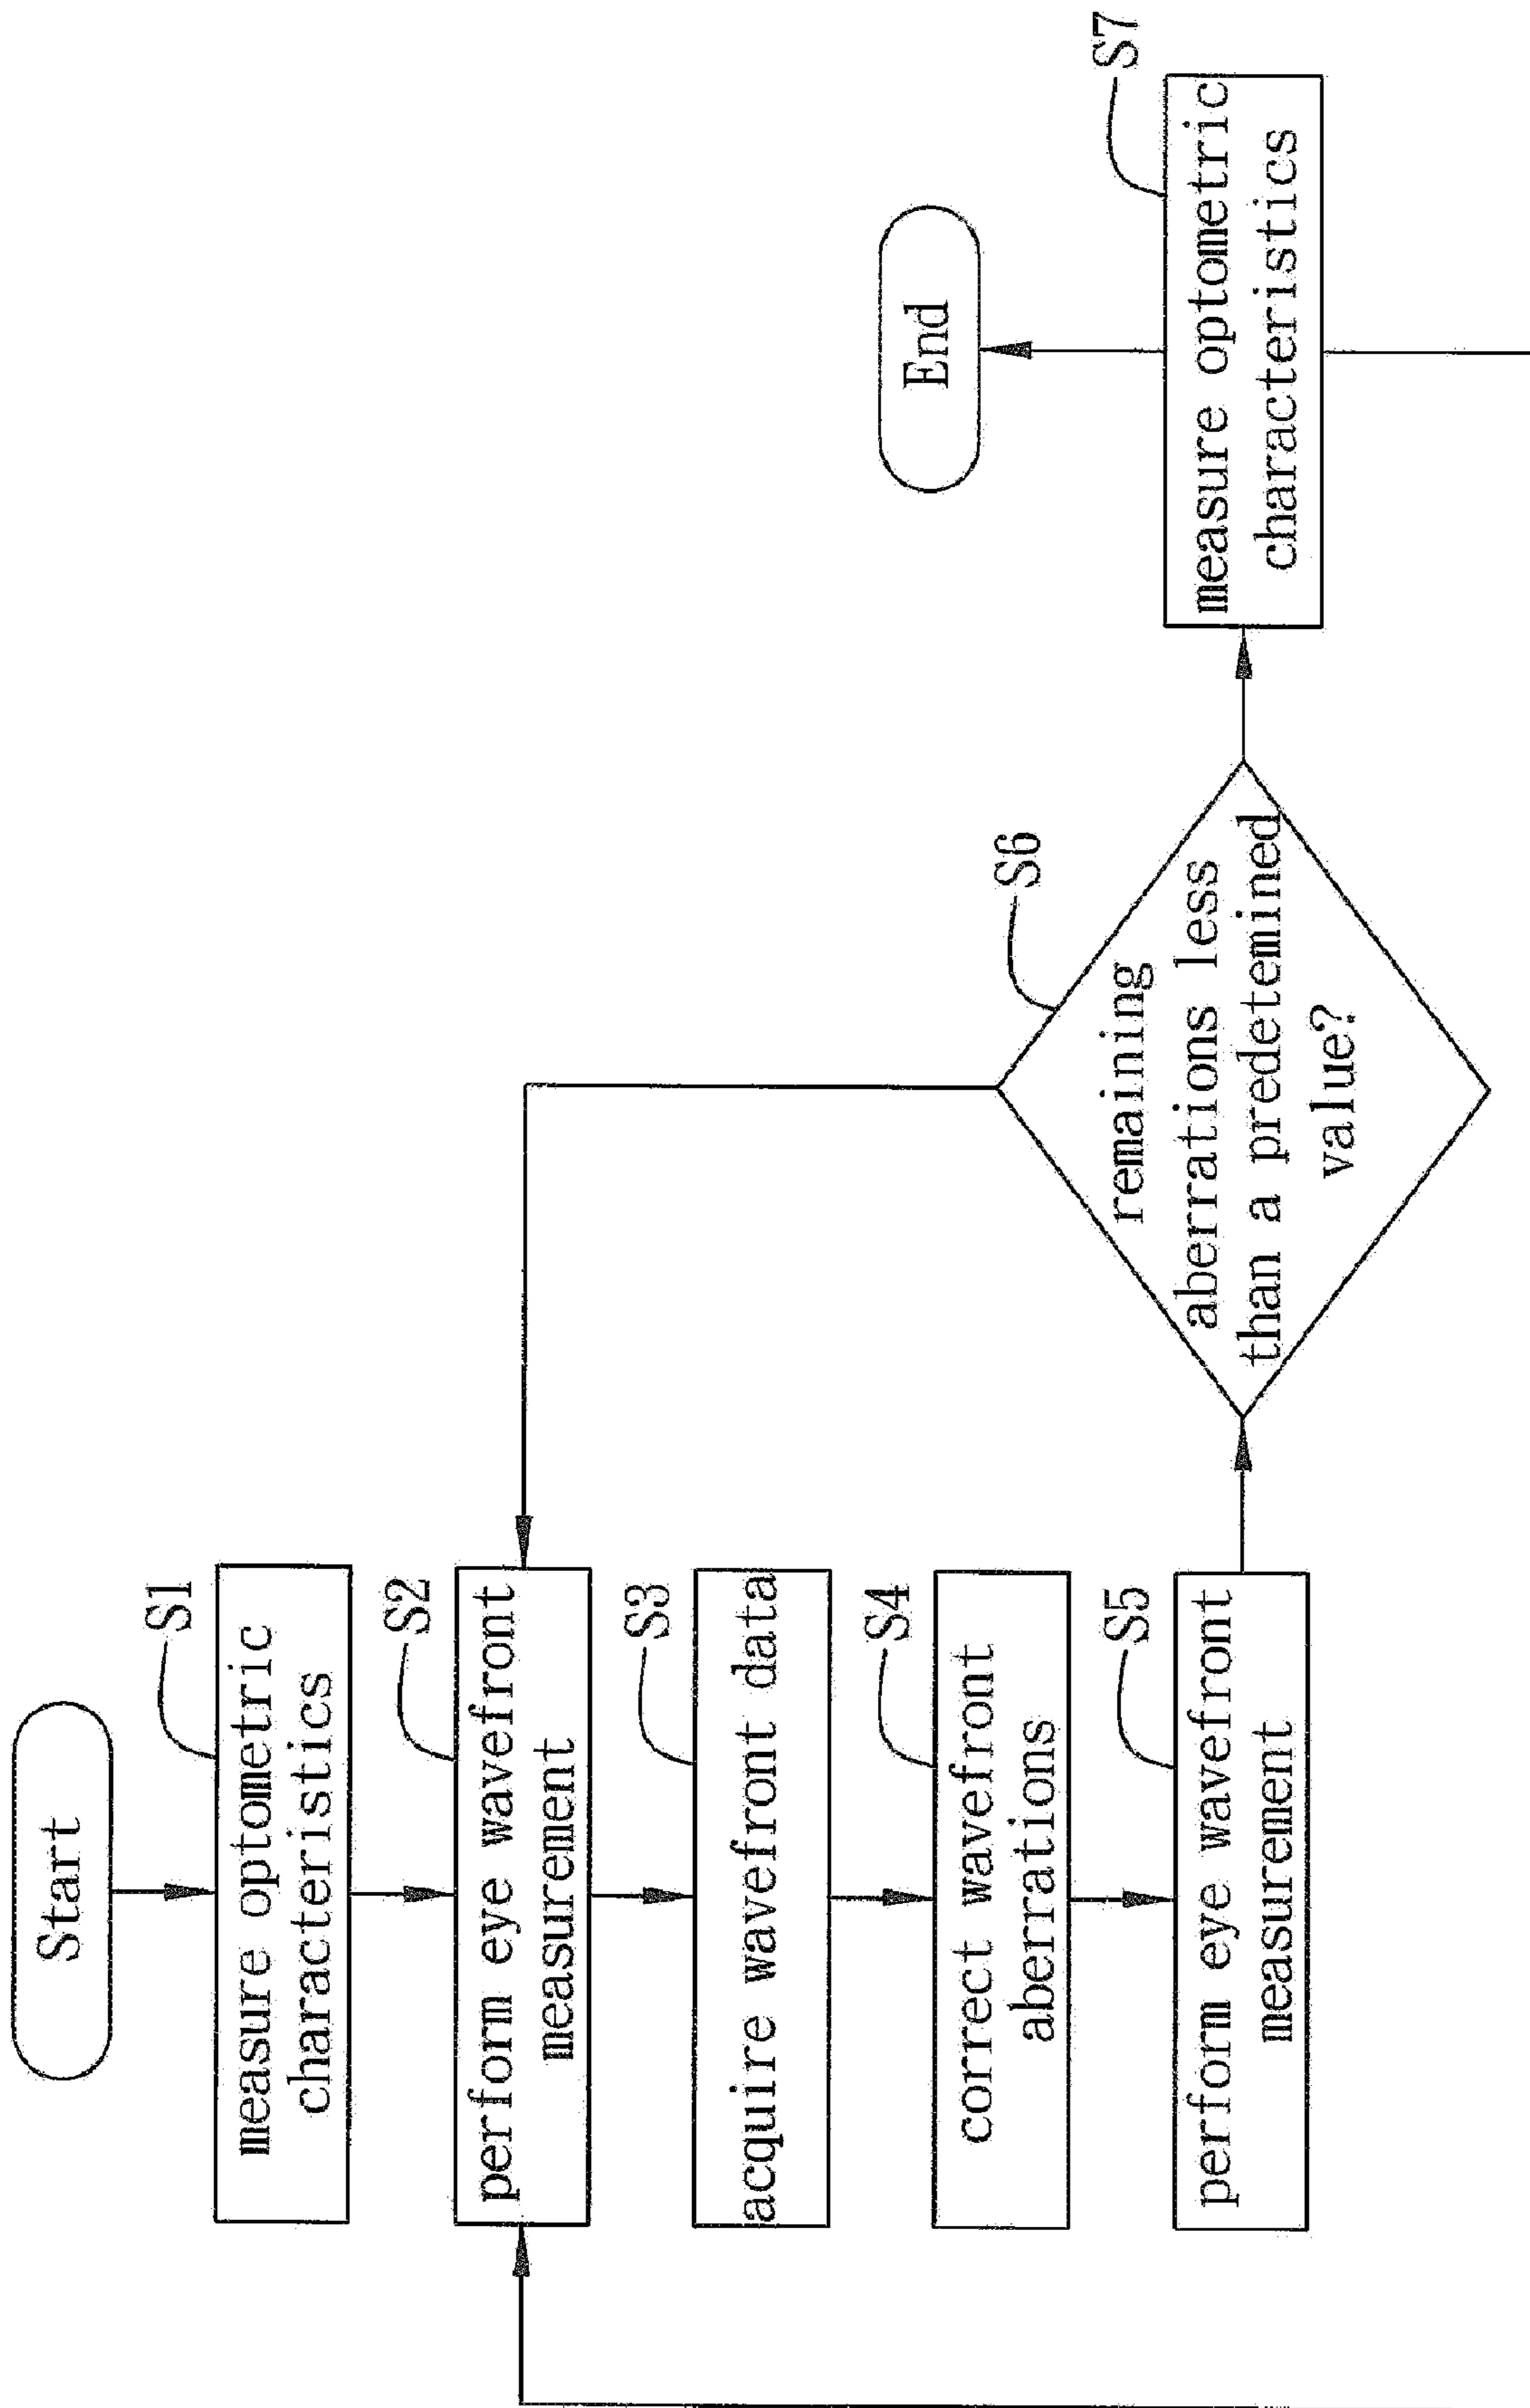 Start
S1
measure optometric
characteristics
S2
perform eye wavefront
measurement
S3
acquire wavefront data
S4
correct wavefront
aberrations
S5
perform eye wavefront
measurement
S6
remaining
aberrations less
than a predetemined
value?
S7
measure optometric
characteristics
End